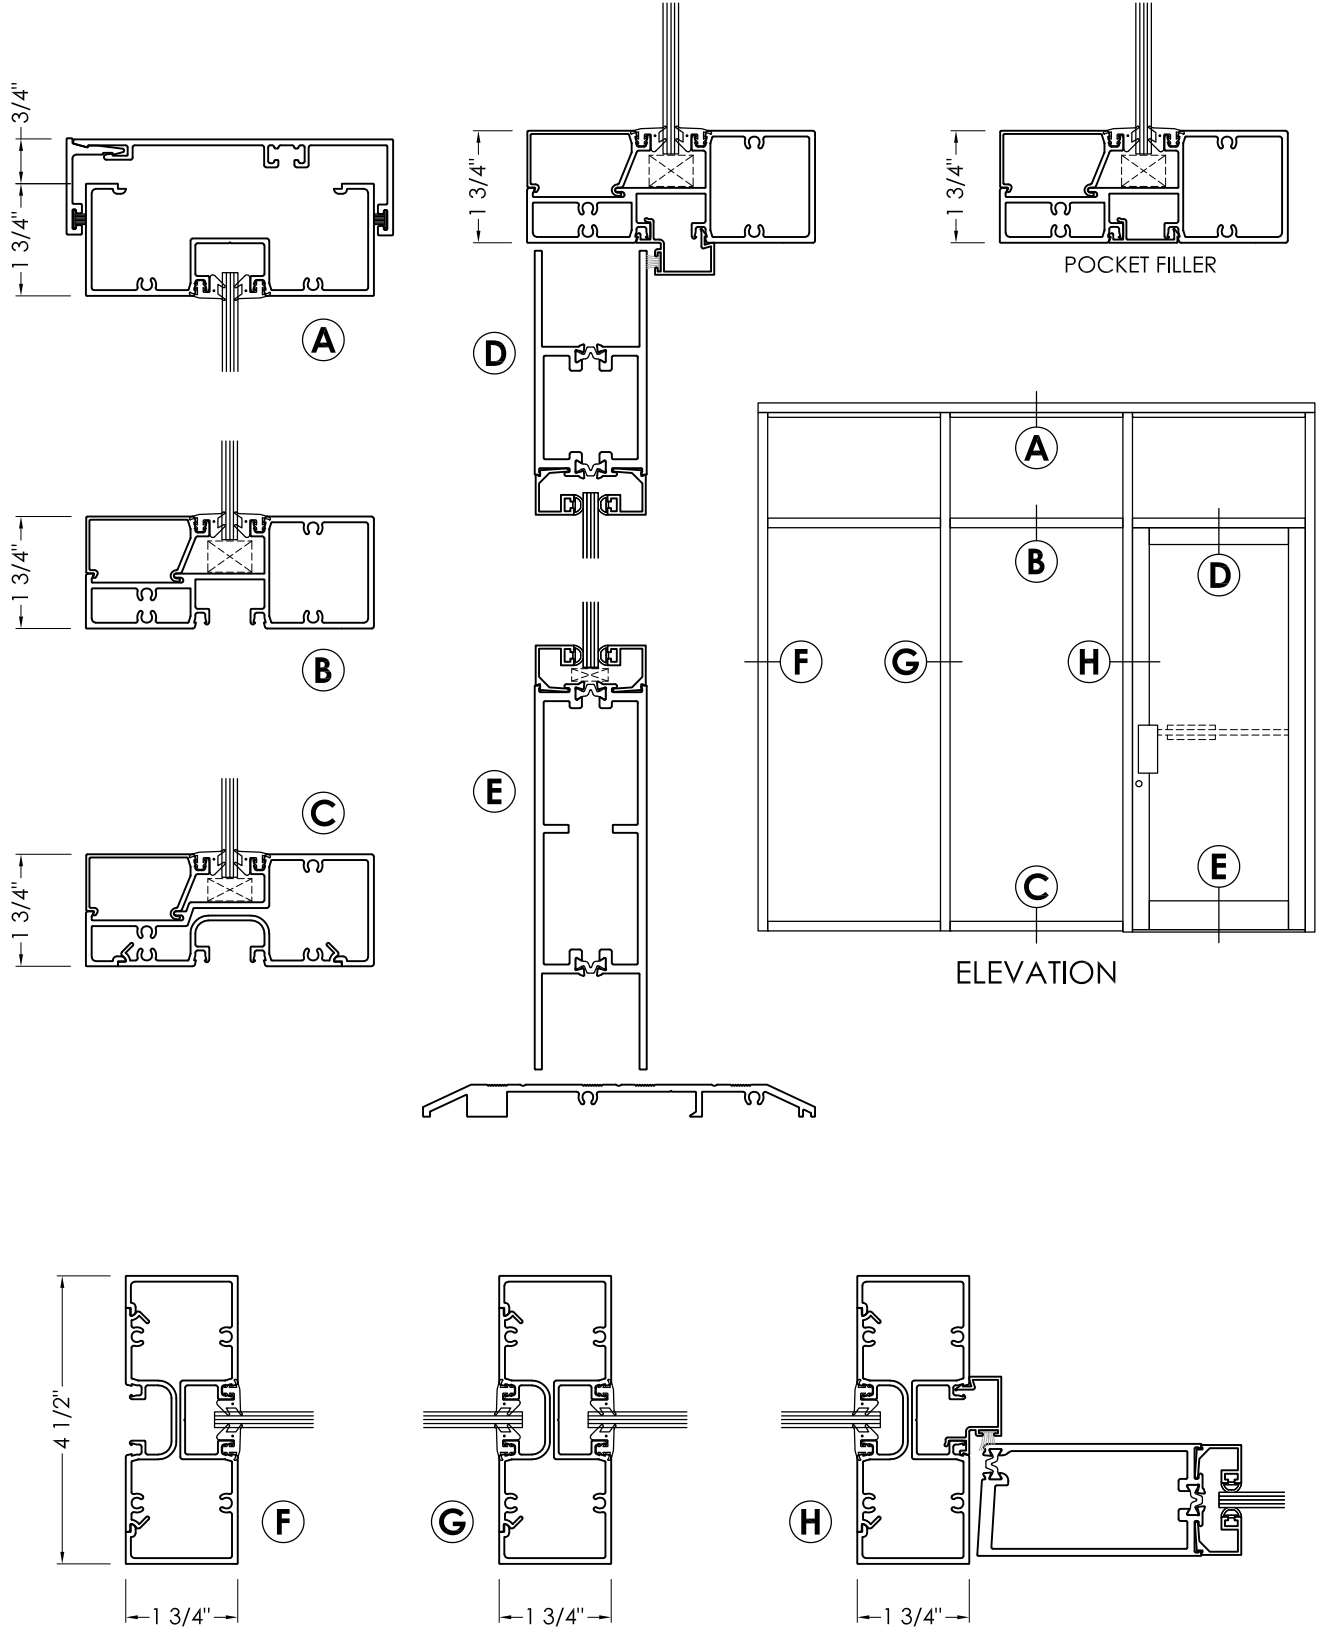 3/4"
1 3/4"
A
1 3/4"
B
1 3/4"
C
1 3/4"
D
E
1 3/4"
POCKET FILLER
A
B
D
F
G
H
C
E
ELEVATION
4 1/2"
F
G
H
1 3/4"
1 3/4"
1 3/4"